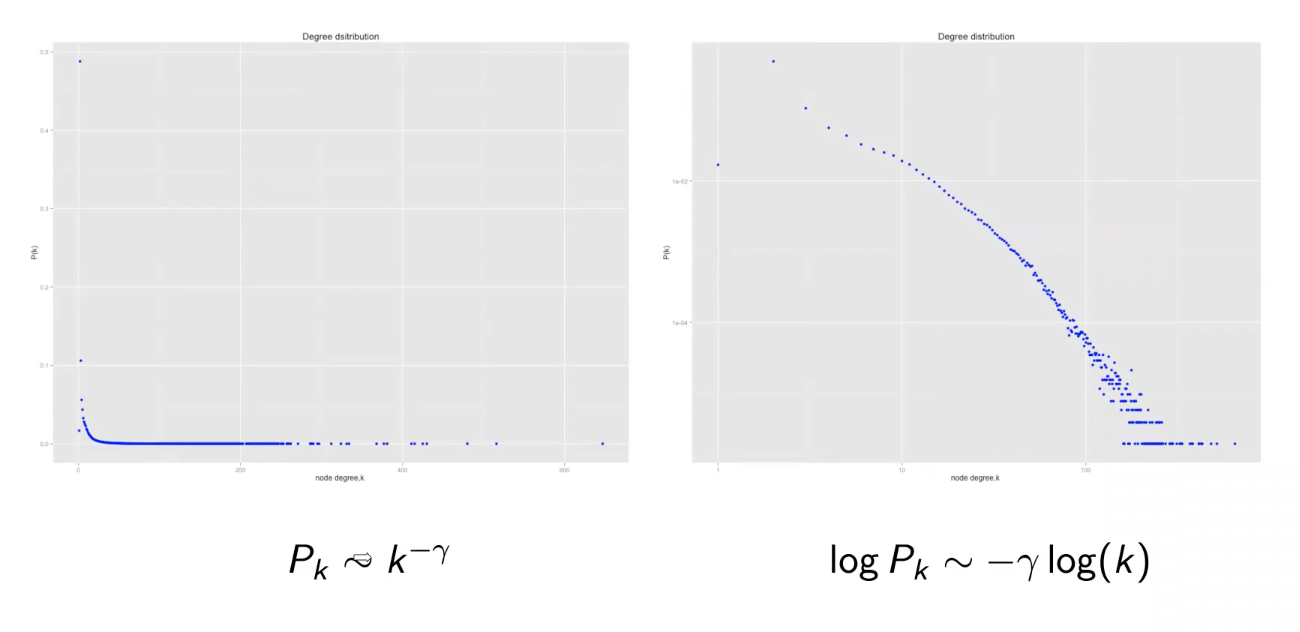 Degree dsitribution
0.5
0.4
0.3
0.2
0.1
0.0
P(k)
0 200 400 600
node degree,k
P_k ∼ k^{−γ}
Degree distribution
1e-02
1e-04
P(k)
1 10 100
node degree,k
log P_k ∼ −γ log(k)